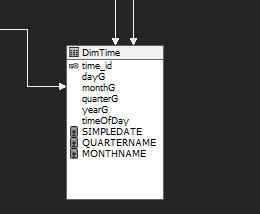 DimTime
time_id
dayG
monthG
quarterG
yearG
timeOfDay
SIMPLEDATE
QUARTERNAME
MONTHNAME